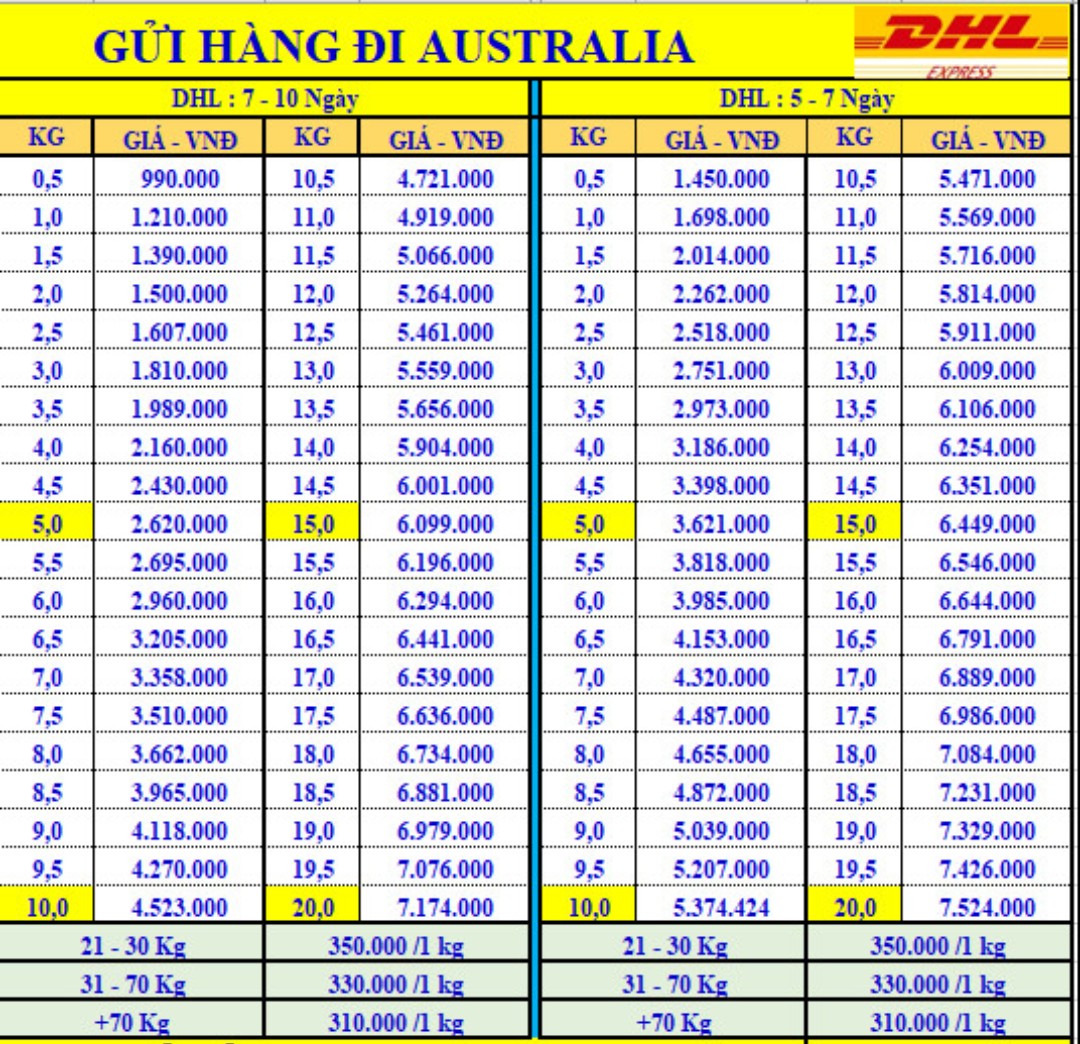 GỬI HÀNG ĐI AUSTRALIA
DHL
EXPRESS
DHL : 7 - 10 Ngày DHL : 5 - 7 Ngày
KG GIÁ - VNĐ KG GIÁ - VNĐ KG GIÁ - VNĐ KG GIÁ - VNĐ
0,5 990.000 10,5 4.721.000 0,5 1.450.000 10,5 5.471.000
1,0 1.210.000 11,0 4.919.000 1,0 1.698.000 11,0 5.569.000
1,5 1.390.000 11,5 5.066.000 1,5 2.014.000 11,5 5.716.000
2,0 1.500.000 12,0 5.264.000 2,0 2.262.000 12,0 5.814.000
2,5 1.607.000 12,5 5.461.000 2,5 2.518.000 12,5 5.911.000
3,0 1.810.000 13,0 5.559.000 3,0 2.751.000 13,0 6.009.000
3,5 1.989.000 13,5 5.656.000 3,5 2.973.000 13,5 6.106.000
4,0 2.160.000 14,0 5.904.000 4,0 3.186.000 14,0 6.254.000
4,5 2.430.000 14,5 6.001.000 4,5 3.398.000 14,5 6.351.000
5,0 2.620.000 15,0 6.099.000 5,0 3.621.000 15,0 6.449.000
5,5 2.695.000 15,5 6.196.000 5,5 3.818.000 15,5 6.546.000
6,0 2.960.000 16,0 6.294.000 6,0 3.985.000 16,0 6.644.000
6,5 3.205.000 16,5 6.441.000 6,5 4.153.000 16,5 6.791.000
7,0 3.358.000 17,0 6.539.000 7,0 4.320.000 17,0 6.889.000
7,5 3.510.000 17,5 6.636.000 7,5 4.487.000 17,5 6.986.000
8,0 3.662.000 18,0 6.734.000 8,0 4.655.000 18,0 7.084.000
8,5 3.965.000 18,5 6.881.000 8,5 4.872.000 18,5 7.231.000
9,0 4.118.000 19,0 6.979.000 9,0 5.039.000 19,0 7.329.000
9,5 4.270.000 19,5 7.076.000 9,5 5.207.000 19,5 7.426.000
10,0 4.523.000 20,0 7.174.000 10,0 5.374.424 20,0 7.524.000
21 - 30 Kg 350.000 /1 kg 21 - 30 Kg 350.000 /1 kg
31 - 70 Kg 330.000 /1 kg 31 - 70 Kg 330.000 /1 kg
+70 Kg 310.000 /1 kg +70 Kg 310.000 /1 kg